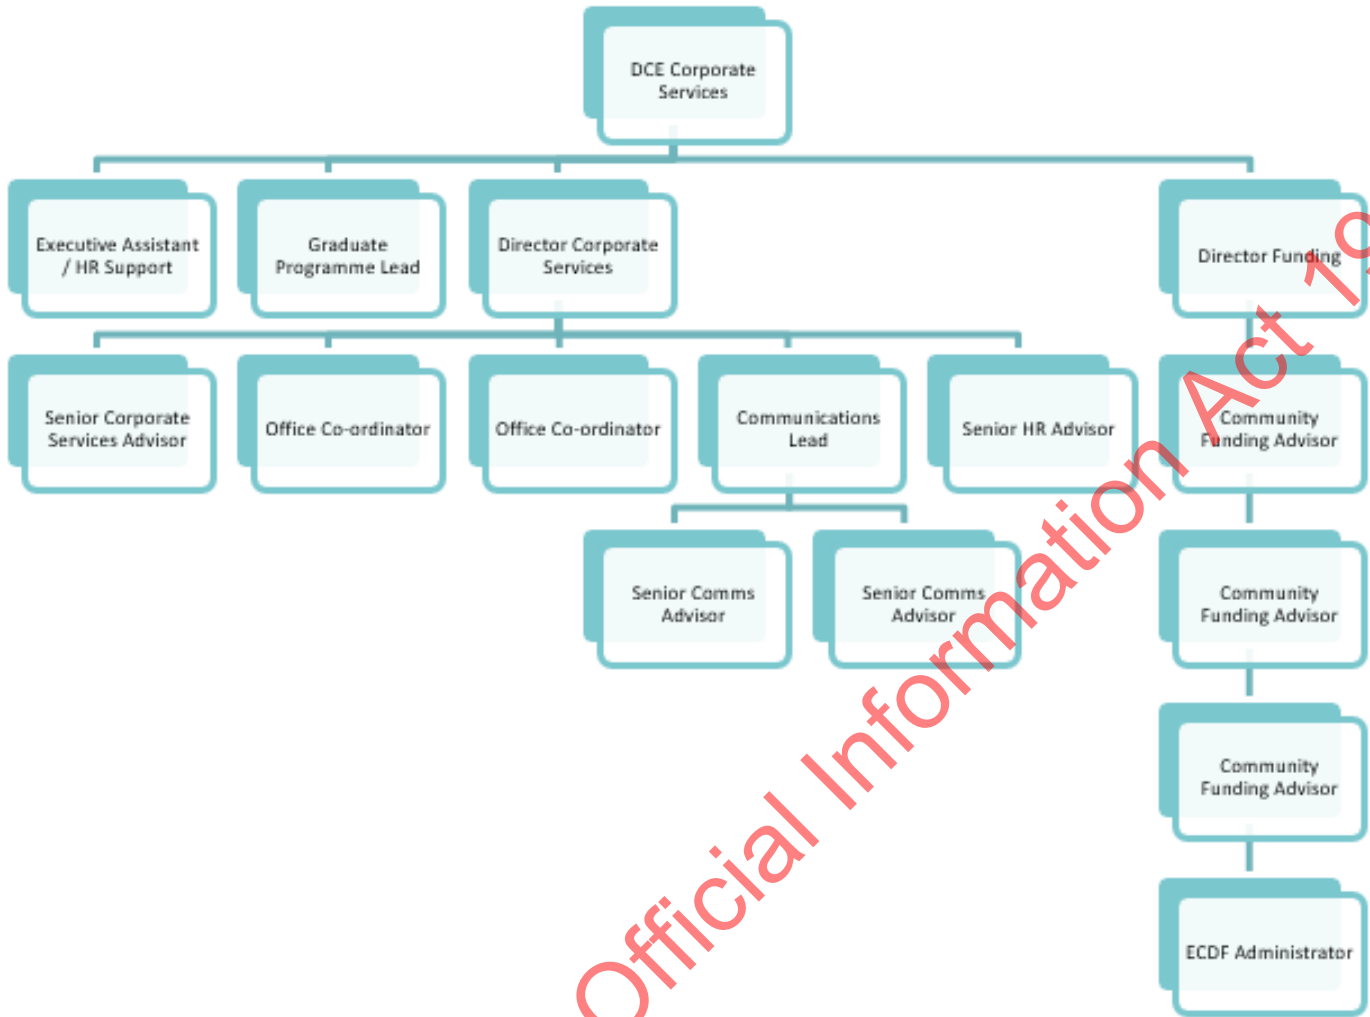 DCE Corporate
Services
Executive Assistant
/ HR Support
Graduate
Programme Lead
Director Corporate
Services
Director Funding
Senior Corporate
Services Advisor
Office Co-ordinator
Office Co-ordinator
Communications
Lead
Senior HR Advisor
Community
Funding Advisor
Senior Comms
Advisor
Senior Comms
Advisor
Community
Funding Advisor
Community
Funding Advisor
ECDF Administrator
Official Information Act